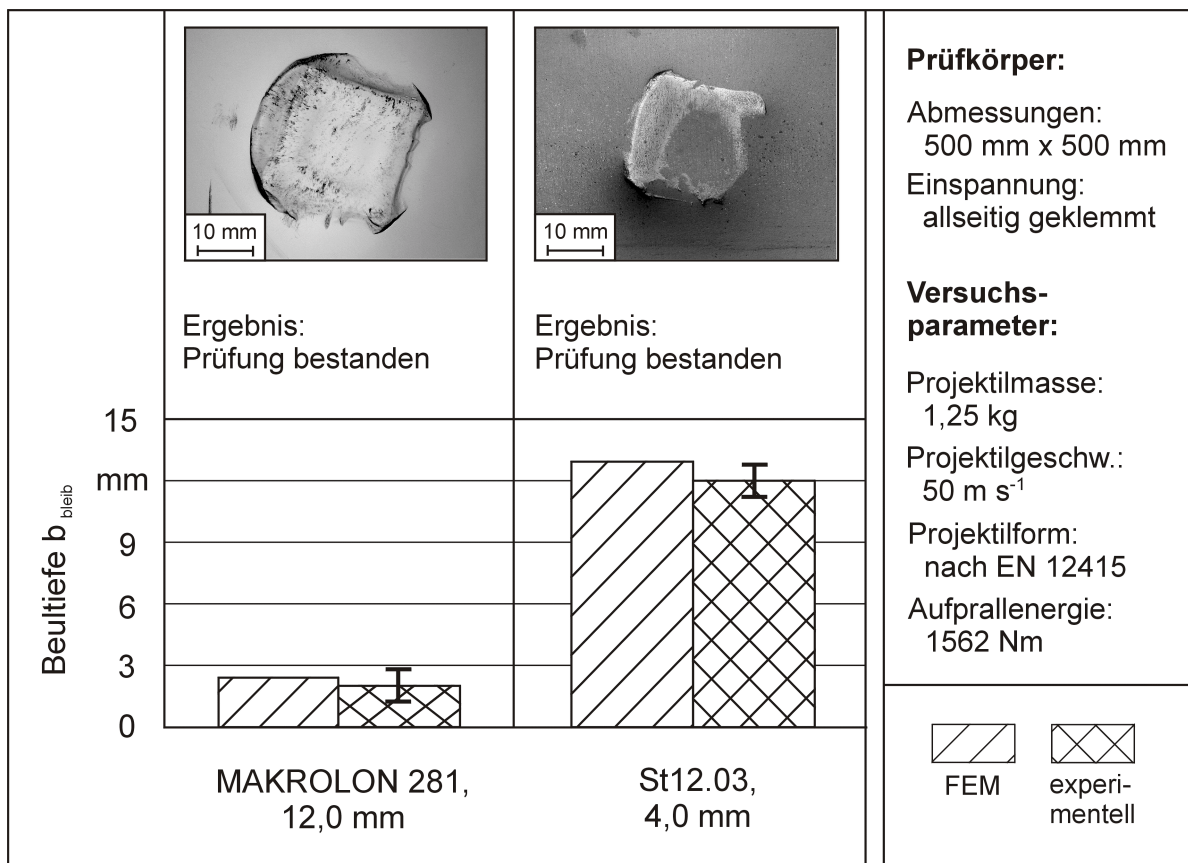 10 mm
10 mm
Ergebnis:
Prüfung bestanden
Ergebnis:
Prüfung bestanden
15
mm
9
6
3
0
Beultiefe b bleib
MAKROLON 281,
12,0 mm
St12.03,
4,0 mm
Prüfkörper:
Abmessungen:
500 mm x 500 mm
Einspannung:
allseitig geklemmt
Versuchs-
parameter:
Projektilmasse:
1,25 kg
Projektilgeschw.:
50 m s⁻¹
Projektilform:
nach EN 12415
Aufprallenergie:
1562 Nm
FEM
experi-
mentell